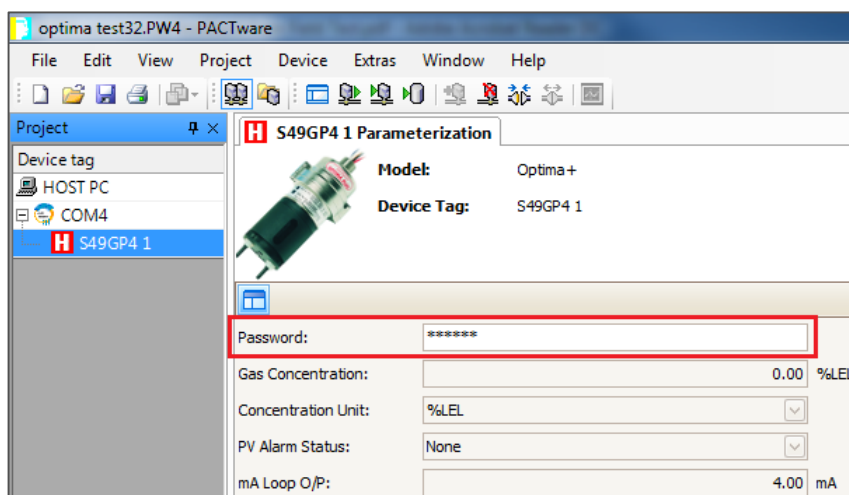 optima test32.PW4 - PACTware
File Edit View Project Device Extras Window Help
Project
Device tag
HOST PC
COM4
H S49GP4 1
H S49GP4 1 Parameterization
Model: Optima+
Device Tag: S49GP4 1
Password: ******
Gas Concentration: 0.00 %LEL
Concentration Unit: %LEL
PV Alarm Status: None
mA Loop O/P: 4.00 mA